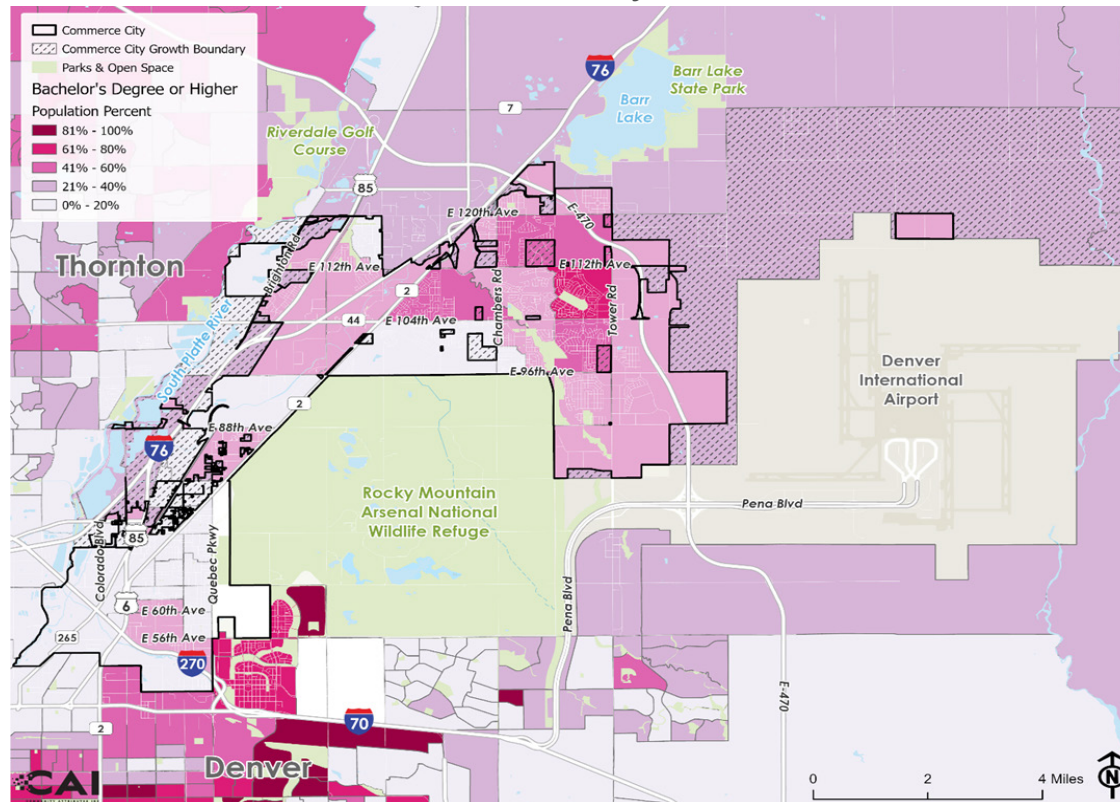 Commerce City
Commerce City Growth Boundary
Parks & Open Space
Bachelor's Degree or Higher
Population Percent
81% - 100%
61% - 80%
41% - 60%
21% - 40%
0% - 20%
76
Barr Lake
State Park
Barr
Lake
7
Riverdale Golf
Course
85
E 120th Ave
E-470
Brighton Rd
Thornton
E 112th Ave
E 112th Ave
2
Chambers Rd
Tower Rd
44
E 104th Ave
South Platte River
E 96th Ave
Denver
International
Airport
2
E 88th Ave
76
Rocky Mountain
Arsenal National
Wildlife Refuge
Pena Blvd
85
Colorado Blvd
Quebec Pkwy
6
E 60th Ave
Pena Blvd
265
E 56th Ave
270
E-470
2
70
Denver
CAI
0 2 4 Miles
N